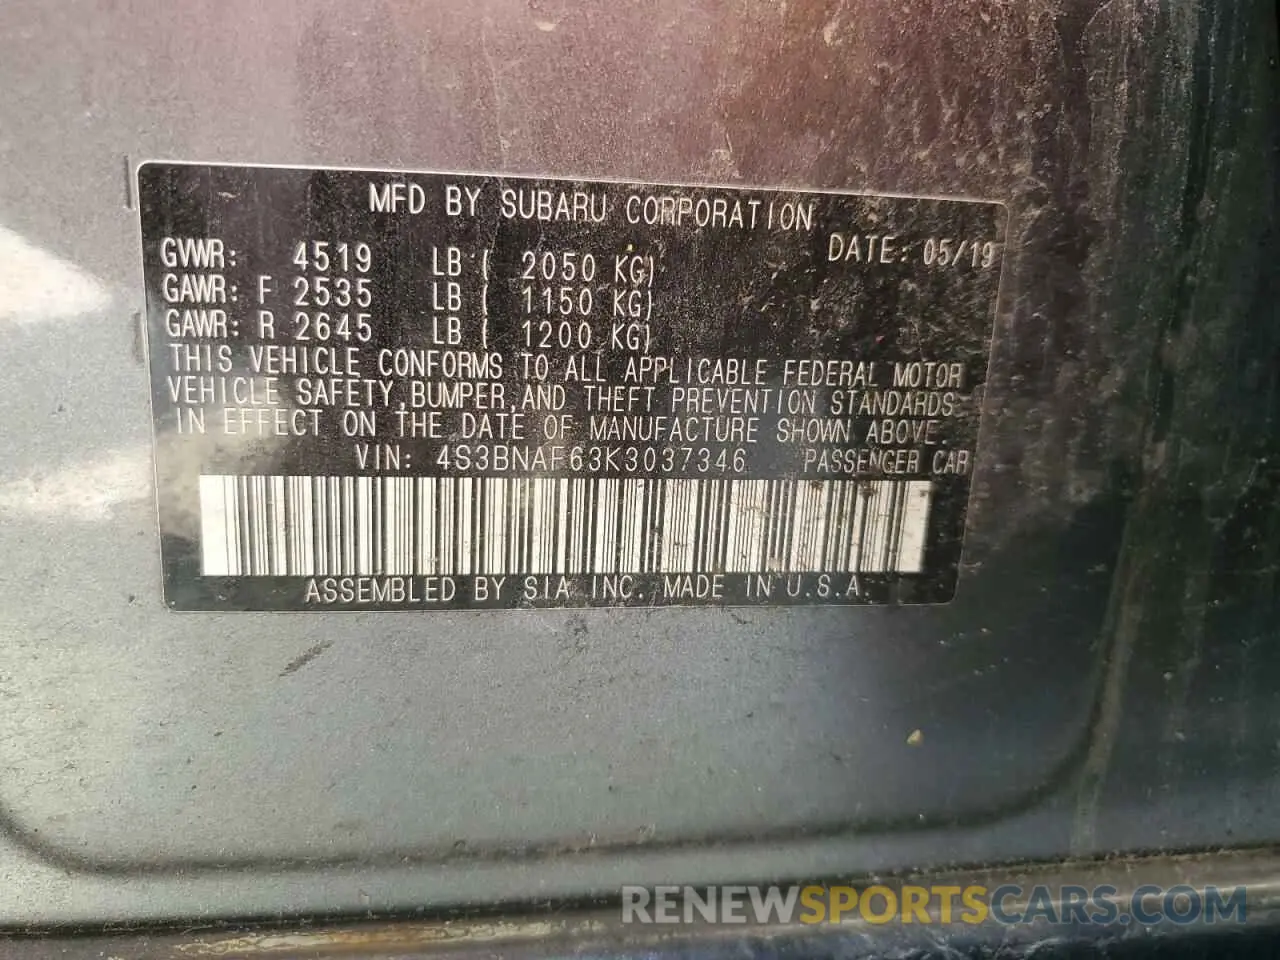 MFD BY SUBARU CORPORATION
DATE: 05/19
GVWR: 4519 LB ( 2050 KG)
GAWR: F 2535 LB ( 1150 KG)
GAWR: R 2645 LB ( 1200 KG)
THIS VEHICLE CONFORMS TO ALL APPLICABLE FEDERAL MOTOR
VEHICLE SAFETY, BUMPER, AND THEFT PREVENTION STANDARDS
IN EFFECT ON THE DATE OF MANUFACTURE SHOWN ABOVE.
VIN: 4S3BNAF63K3037346 PASSENGER CAR
ASSEMBLED BY SIA INC. MADE IN U.S.A.
RENEWSPORTSCARS.COM